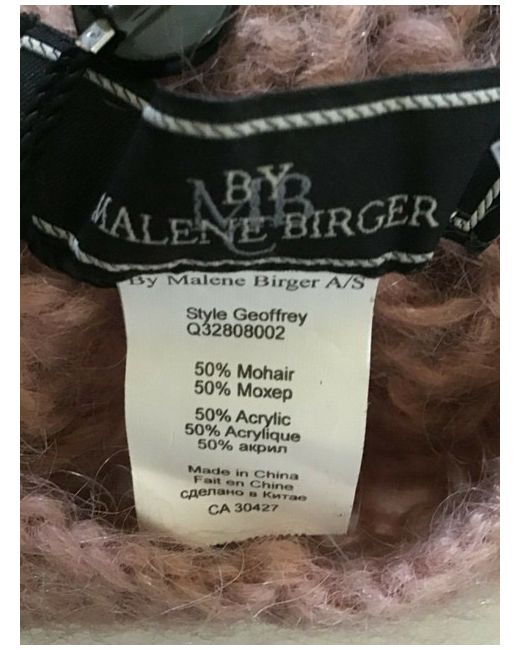 BY
MB
MALENE BIRGER
By Malene Birger A/S
Style Geoffrey
Q32808002
50% Mohair
50% Мохер
50% Acrylic
50% Acrylique
50% акрил
Made in China
Fait en Chine
сделано в Китае
CA 30427